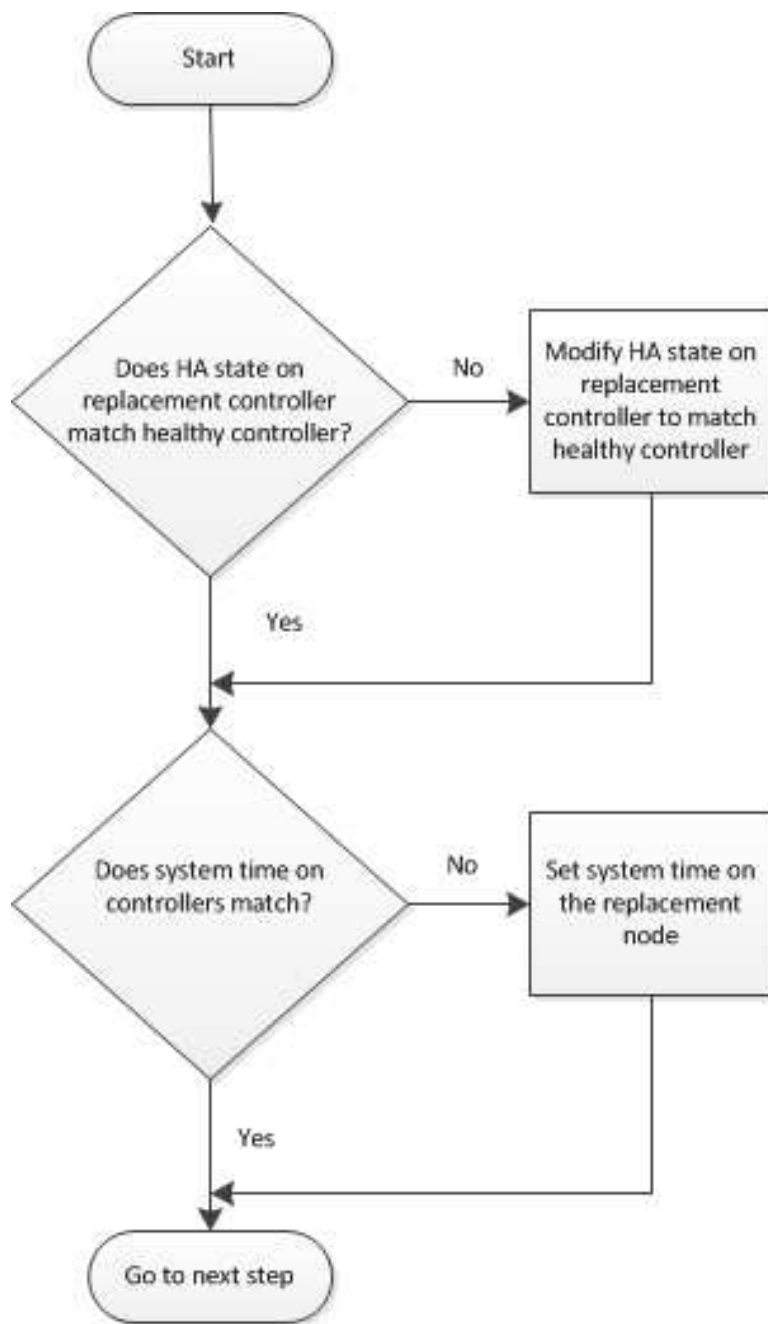 Start
Does HA state on
replacement controller
match healthy controller?
No
Modify HA state on
replacement
controller to match
healthy controller
Yes
Does system time on
controllers match?
No
Set system time on
the replacement
node
Yes
Go to next step